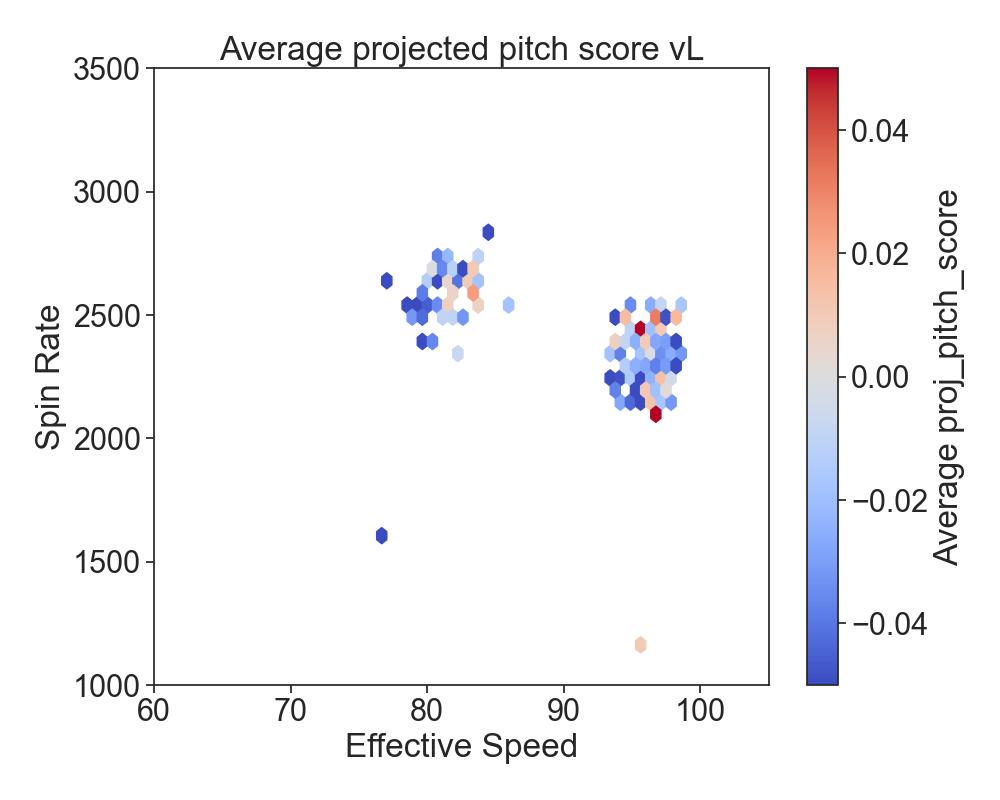 Average projected pitch score vL
3500
3000
2500
2000
1500
1000
Spin Rate
60 70 80 90 100
Effective Speed
0.04
0.02
0.00
−0.02
−0.04
Average proj_pitch_score